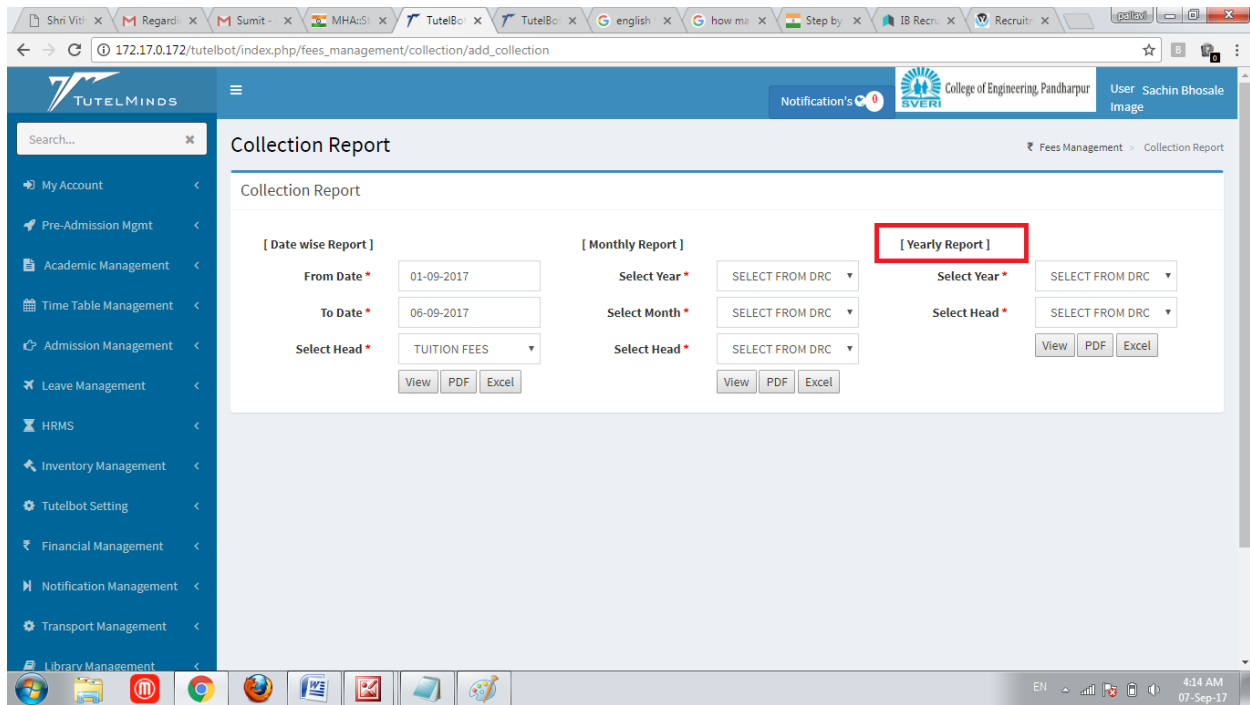 Shri Viti
Regardi
Sumit -
MHA::St
TutelBot
TutelBot
english
how ma
Step by
IB Recru
Recruitr
pallavi
172.17.0.172/tutelbot/index.php/fees_management/collection/add_collection
TUTELMINDS
Notification's 0
SVERI
College of Engineering, Pandharpur
User Image
Sachin Bhosale
Search...
Collection Report
₹ Fees Management > Collection Report
Collection Report
My Account
Pre-Admission Mgmt
Academic Management
Time Table Management
Admission Management
Leave Management
HRMS
Inventory Management
Tutelbot Setting
₹ Financial Management
Notification Management
Transport Management
Library Management
[ Date wise Report ]
From Date * 01-09-2017
To Date * 06-09-2017
Select Head * TUITION FEES
View PDF Excel
[ Monthly Report ]
Select Year * SELECT FROM DRC
Select Month * SELECT FROM DRC
Select Head * SELECT FROM DRC
View PDF Excel
[ Yearly Report ]
Select Year * SELECT FROM DRC
Select Head * SELECT FROM DRC
View PDF Excel
EN
4:14 AM
07-Sep-17